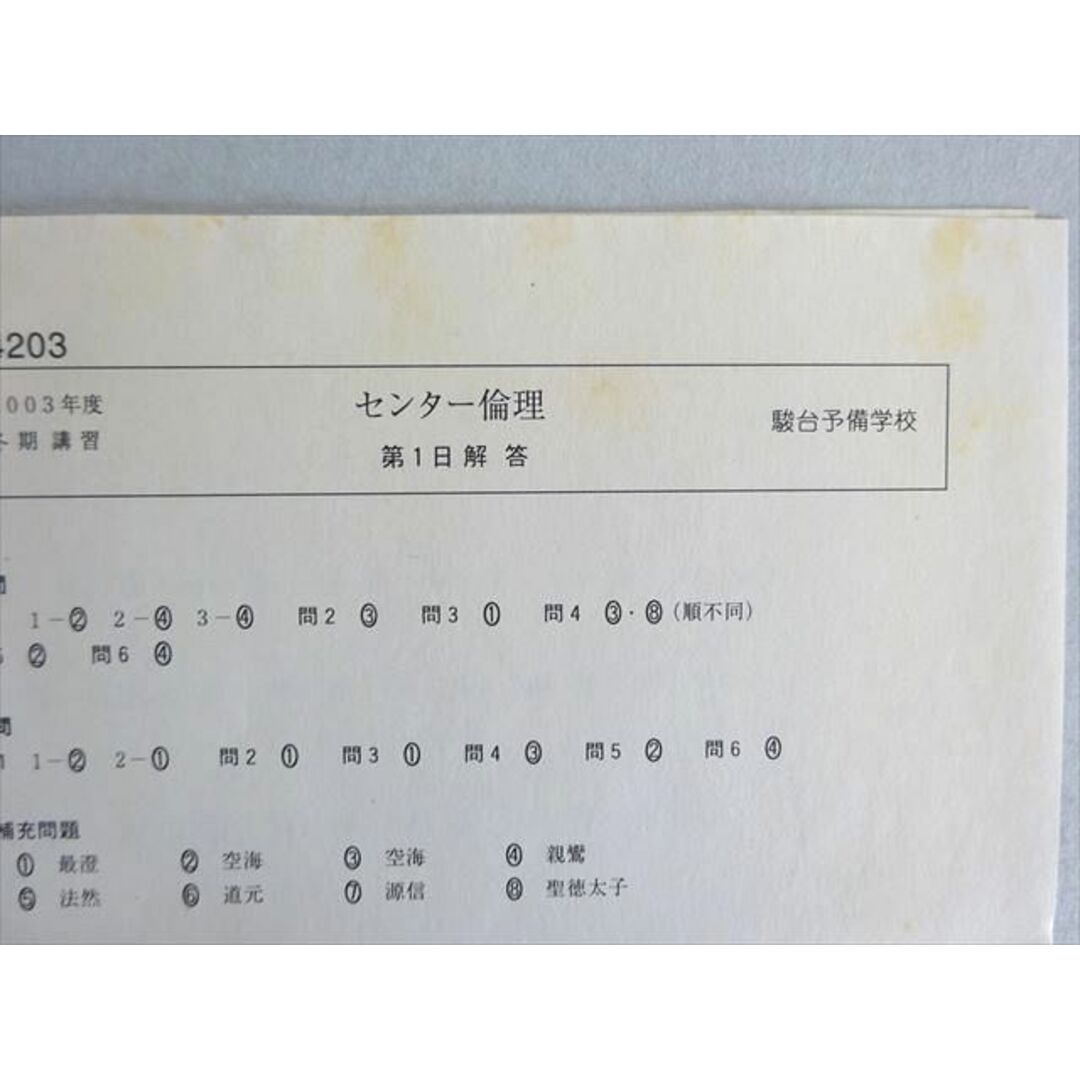 4203
003年度
冬期講習
センター倫理
第1日解答
駿台予備学校
問
1-② 2-④ 3-④ 問2 ③ 問3 ① 問4 ③・⑧(順不同)
② 問6 ④
問
1-② 2-① 問2 ① 問3 ① 問4 ③ 問5 ② 問6 ④
補充問題
① 最澄 ② 空海 ③ 空海 ④ 親鸞
⑤ 法然 ⑥ 道元 ⑦ 源信 ⑧ 聖徳太子